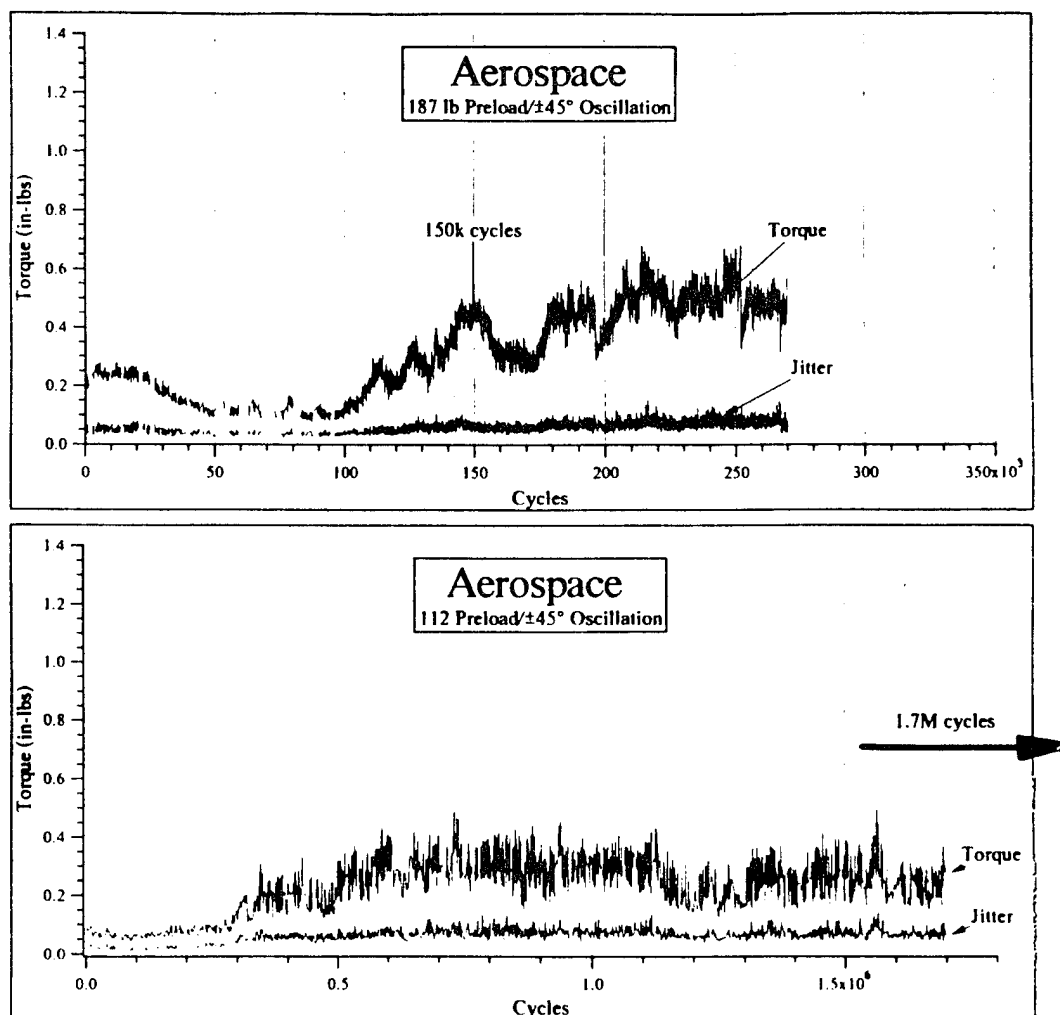 Aerospace
187 lb Preload/±45° Oscillation
Torque (in-lbs)
1.4
1.2
1.0
0.8
0.6
0.4
0.2
0.0
150k cycles
Torque
Jitter
0 50 100 150 200 250 300 350x10³
Cycles
Aerospace
112 Preload/±45° Oscillation
Torque (in-lbs)
1.4
1.2
1.0
0.8
0.6
0.4
0.2
0.0
1.7M cycles
Torque
Jitter
0.0 0.5 1.0 1.5x10⁶
Cycles